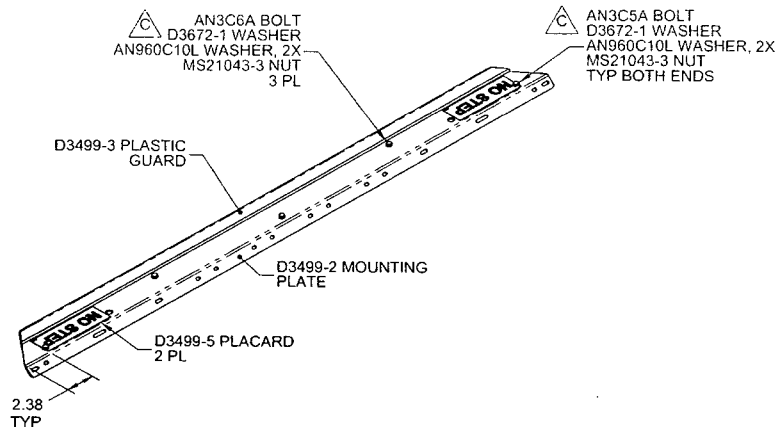 C
AN3C6A BOLT
D3672-1 WASHER
AN960C10L WASHER, 2X
MS21043-3 NUT
3 PL
C
AN3C5A BOLT
D3672-1 WASHER
AN960C10L WASHER, 2X
MS21043-3 NUT
TYP BOTH ENDS
NO STEP
D3499-3 PLASTIC
GUARD
D3499-2 MOUNTING
PLATE
NO STEP
D3499-5 PLACARD
2 PL
2.38
TYP